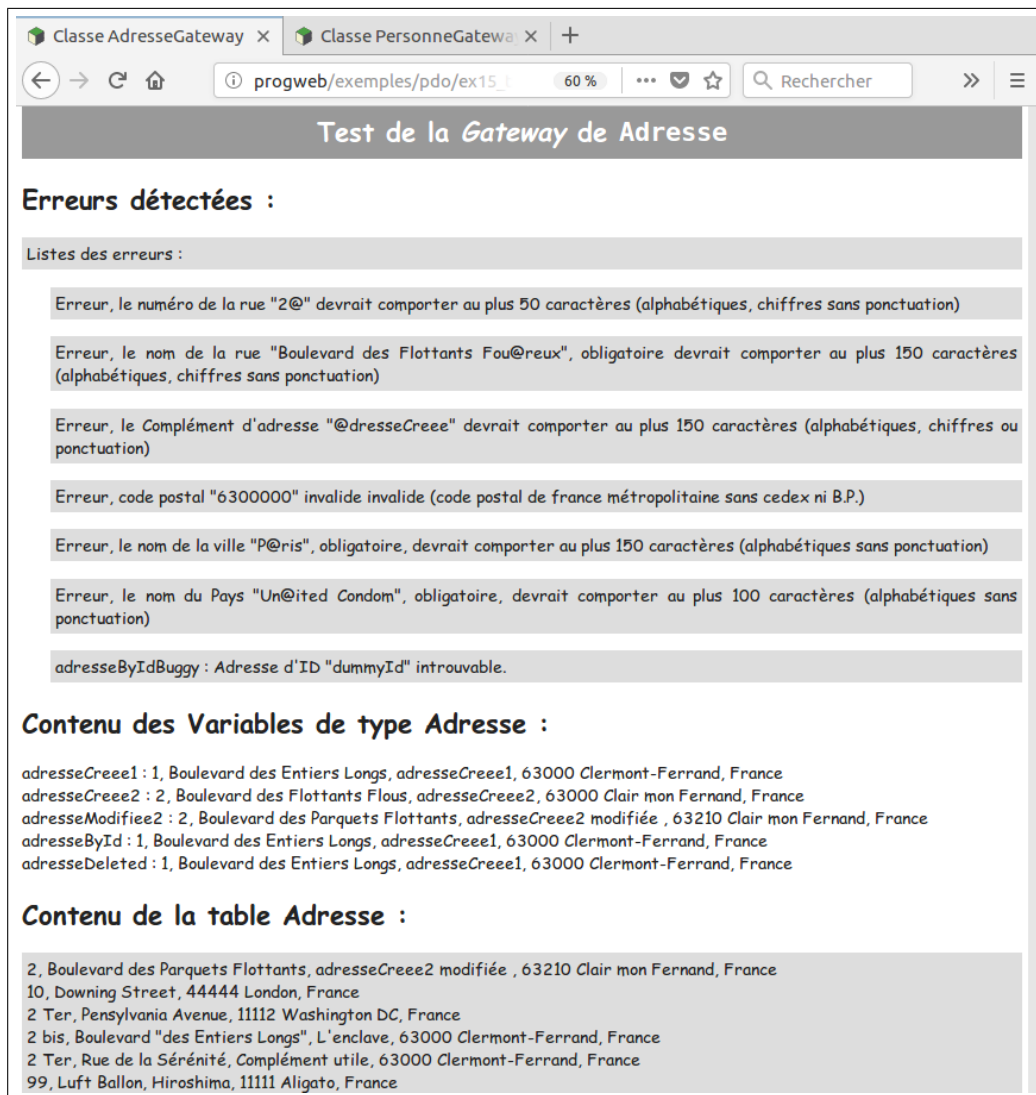 Classe AdresseGateway ×
Classe PersonneGatewa ×
progweb/exemples/pdo/ex15_
60 %
Rechercher
Test de la Gateway de Adresse
Erreurs détectées :
Listes des erreurs :
Erreur, le numéro de la rue "2@" devrait comporter au plus 50 caractères (alphabétiques, chiffres sans ponctuation)
Erreur, le nom de la rue "Boulevard des Flottants Fou@reux", obligatoire devrait comporter au plus 150 caractères
(alphabétiques, chiffres sans ponctuation)
Erreur, le Complément d'adresse "@dresseCreee" devrait comporter au plus 150 caractères (alphabétiques, chiffres ou
ponctuation)
Erreur, code postal "6300000" invalide invalide (code postal de france métropolitaine sans cedex ni B.P.)
Erreur, le nom de la ville "P@ris", obligatoire, devrait comporter au plus 150 caractères (alphabétiques sans ponctuation)
Erreur, le nom du Pays "Un@ited Condom", obligatoire, devrait comporter au plus 100 caractères (alphabétiques sans
ponctuation)
adresseByIdBuggy : Adresse d'ID "dummyId" introuvable.
Contenu des Variables de type Adresse :
adresseCreee1 : 1, Boulevard des Entiers Longs, adresseCreee1, 63000 Clermont-Ferrand, France
adresseCreee2 : 2, Boulevard des Flottants Flous, adresseCreee2, 63000 Clair mon Fernand, France
adresseModifiee2 : 2, Boulevard des Parquets Flottants, adresseCreee2 modifiée , 63210 Clair mon Fernand, France
adresseById : 1, Boulevard des Entiers Longs, adresseCreee1, 63000 Clermont-Ferrand, France
adresseDeleted : 1, Boulevard des Entiers Longs, adresseCreee1, 63000 Clermont-Ferrand, France
Contenu de la table Adresse :
2, Boulevard des Parquets Flottants, adresseCreee2 modifiée , 63210 Clair mon Fernand, France
10, Downing Street, 44444 London, France
2 Ter, Pensylvania Avenue, 11112 Washington DC, France
2 bis, Boulevard "des Entiers Longs", L'enclave, 63000 Clermont-Ferrand, France
2 Ter, Rue de la Sérénité, Complément utile, 63000 Clermont-Ferrand, France
99, Luft Ballon, Hiroshima, 11111 Aligato, France